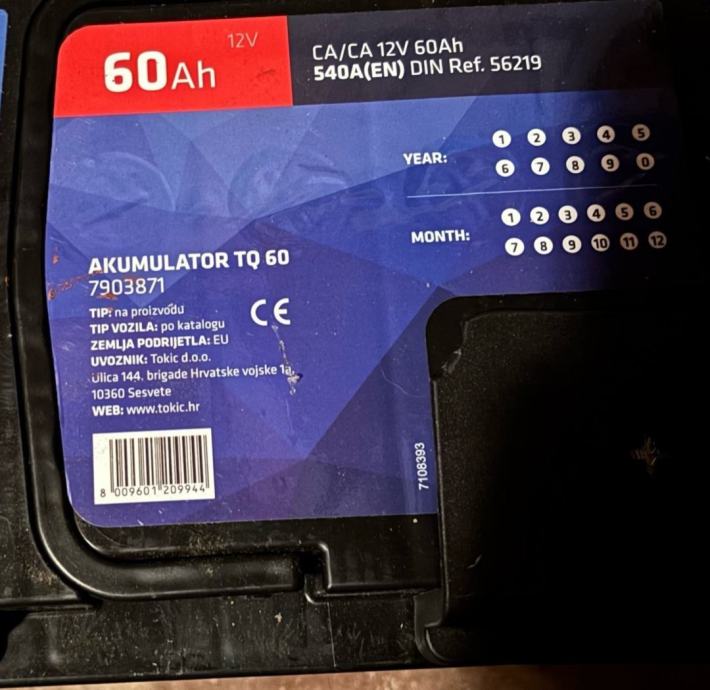 12V
60Ah
CA/CA 12V 60Ah
540A(EN) DIN Ref. 56219
YEAR: 1 2 3 4 5
6 7 8 9 0
MONTH: 1 2 3 4 5 6
7 8 9 10 11 12
AKUMULATOR TQ 60
7903871
TIP: na proizvodu
TIP VOZILA: po katalogu
ZEMLJA PODRIJETLA: EU
UVOZNIK: Tokic d.o.o.
Ulica 144. brigade Hrvatske vojske 1a,
10360 Sesvete
WEB: www.tokic.hr
CE
8 009601 209944
7108393